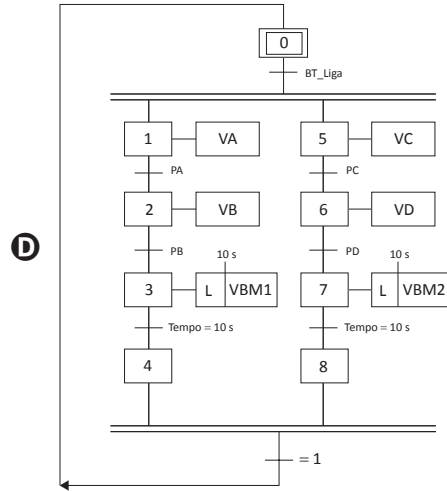 0
BT_Liga
1 VA 5 VC
PA PC
2 VB 6 VD
D
PB 10 s PD 10 s
3 L VBM1 7 L VBM2
Tempo = 10 s Tempo = 10 s
4 8
= 1